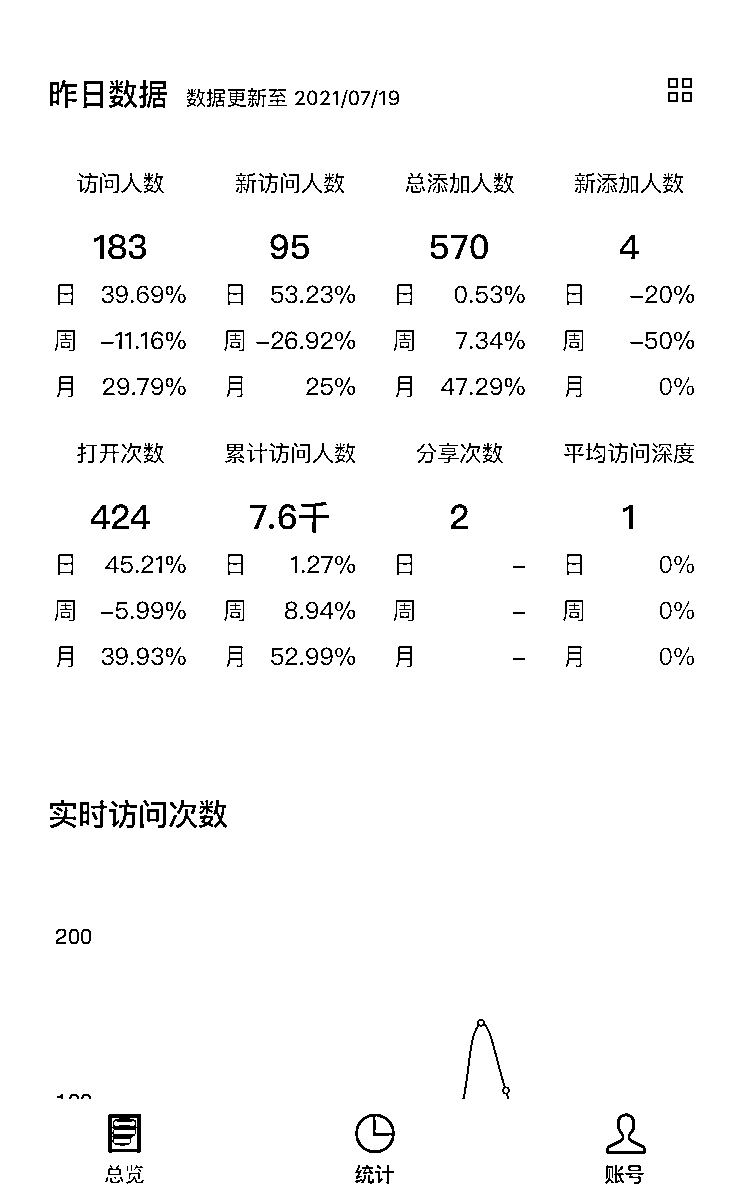 昨日数据 数据更新至 2021/07/19
访问人数 新访问人数 总添加人数 新添加人数
183 95 570 4
日 39.69% 日 53.23% 日 0.53% 日 −20%
周 −11.16% 周 −26.92% 周 7.34% 周 −50%
月 29.79% 月 25% 月 47.29% 月 0%
打开次数 累计访问人数 分享次数 平均访问深度
424 7.6千 2 1
日 45.21% 日 1.27% 日 − 日 0%
周 −5.99% 周 8.94% 周 − 周 0%
月 39.93% 月 52.99% 月 − 月 0%
实时访问次数
200
总览 统计 账号